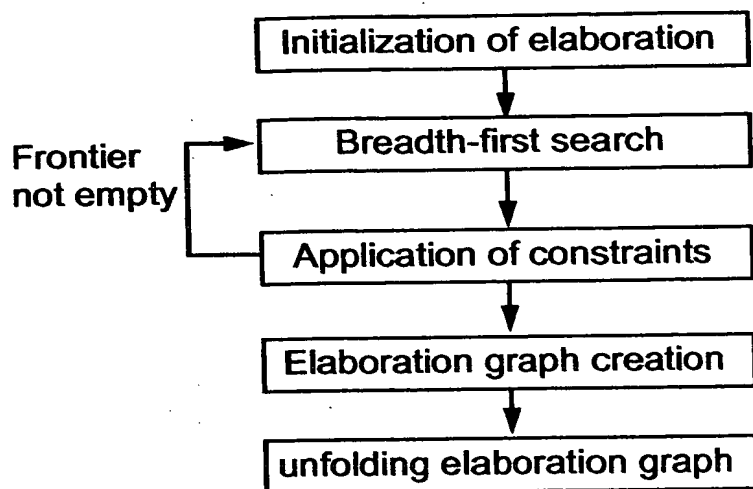 Initialization of elaboration
Breadth-first search
Frontier
not empty
Application of constraints
Elaboration graph creation
unfolding elaboration graph